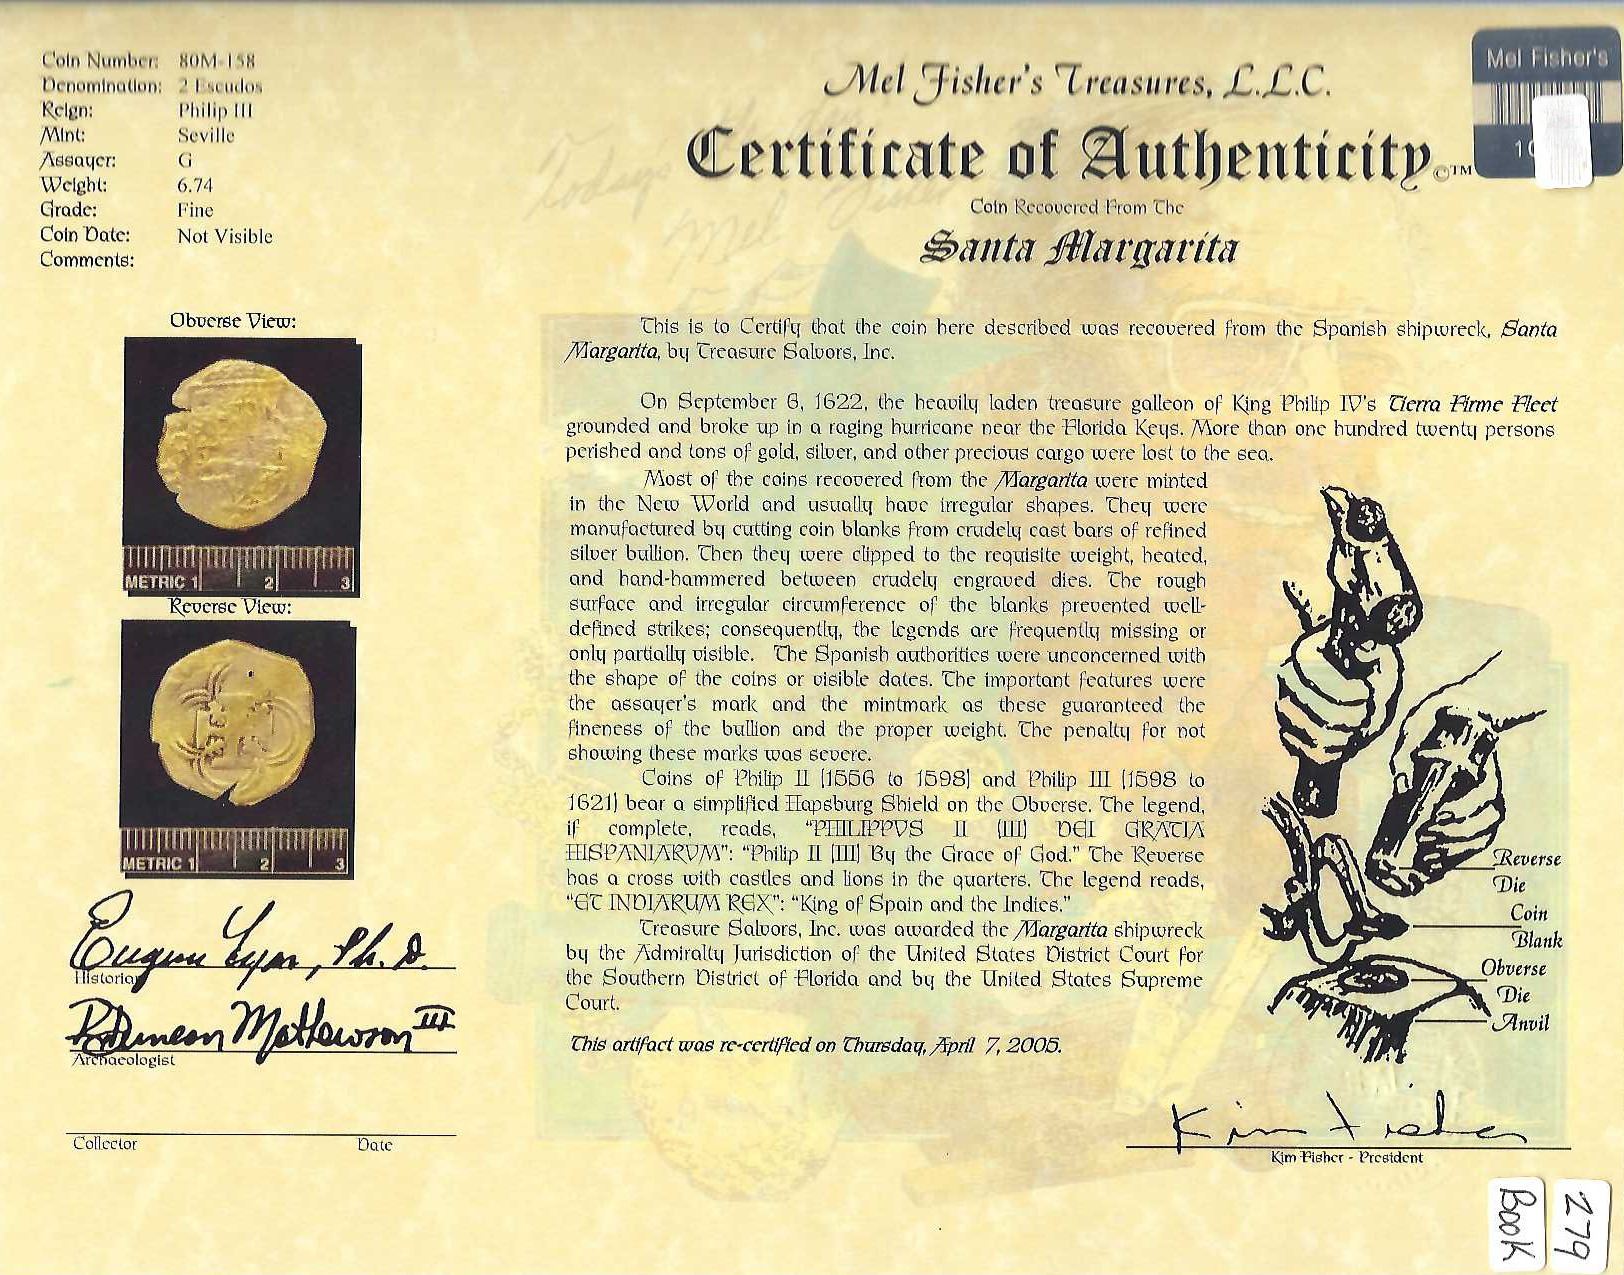 Coin Number: 80M-158
Denomination: 2 Escudos
Reign: Philip III
Mint: Seville
Assayer: G
Weight: 6.74
Grade: Fine
Coin Date: Not Visible
Comments:
Mel Fisher's Treasures, L.L.C.
Certificate of Authenticity ©™
Coin Recovered From The
Santa Margarita
Mel Fisher's
10
Obverse View:
METRIC 1 2 3
Reverse View:
METRIC 1 2 3
Eugene Lyon, Ph. D.
Historian
R Duncan Mathewson III
Archaeologist
Collector Date
This is to Certify that the coin here described was recovered from the Spanish shipwreck, Santa
Margarita, by Treasure Salvors, Inc.
On September 6, 1622, the heavily laden treasure galleon of King Philip IV's Tierra Firme Fleet
grounded and broke up in a raging hurricane near the Florida Keys. More than one hundred twenty persons
perished and tons of gold, silver, and other precious cargo were lost to the sea.
Most of the coins recovered from the Margarita were minted
in the New World and usually have irregular shapes. They were
manufactured by cutting coin blanks from crudely cast bars of refined
silver bullion. Then they were clipped to the requisite weight, heated,
and hand-hammered between crudely engraved dies. The rough
surface and irregular circumference of the blanks prevented well-
defined strikes; consequently, the legends are frequently missing or
only partially visible. The Spanish authorities were unconcerned with
the shape of the coins or visible dates. The important features were
the assayer's mark and the mintmark as these guaranteed the
fineness of the bullion and the proper weight. The penalty for not
showing these marks was severe.
Coins of Philip II (1556 to 1598) and Philip III (1598 to
1621) bear a simplified Hapsburg Shield on the Obverse. The legend,
if complete, reads, "PHILIPPVS II (III) DEI GRATIA
HISPANIARVM": "Philip II (III) By the Grace of God." The Reverse
has a cross with castles and lions in the quarters. The legend reads,
"ET INDIARUM REX": "King of Spain and the Indies."
Treasure Salvors, Inc. was awarded the Margarita shipwreck
by the Admiralty Jurisdiction of the United States District Court for
the Southern District of Florida and by the United States Supreme
Court.
This artifact was re-certified on Thursday, April 7, 2005.
Reverse
Die
Coin
Blank
Obverse
Die
Anvil
Kim Fisher
Kim Fisher - President
279
Book